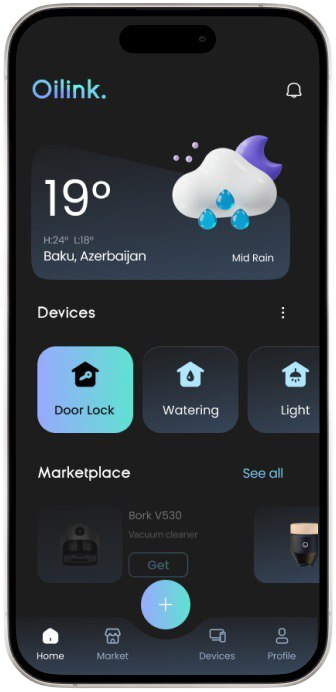 Oilink.
19°
H:24° L:18°
Baku, Azerbaijan
Mid Rain
Devices
Door Lock
Watering
Light
Marketplace
See all
Bork V530
Vacuum cleaner
Get
+
Home
Market
Devices
Profile